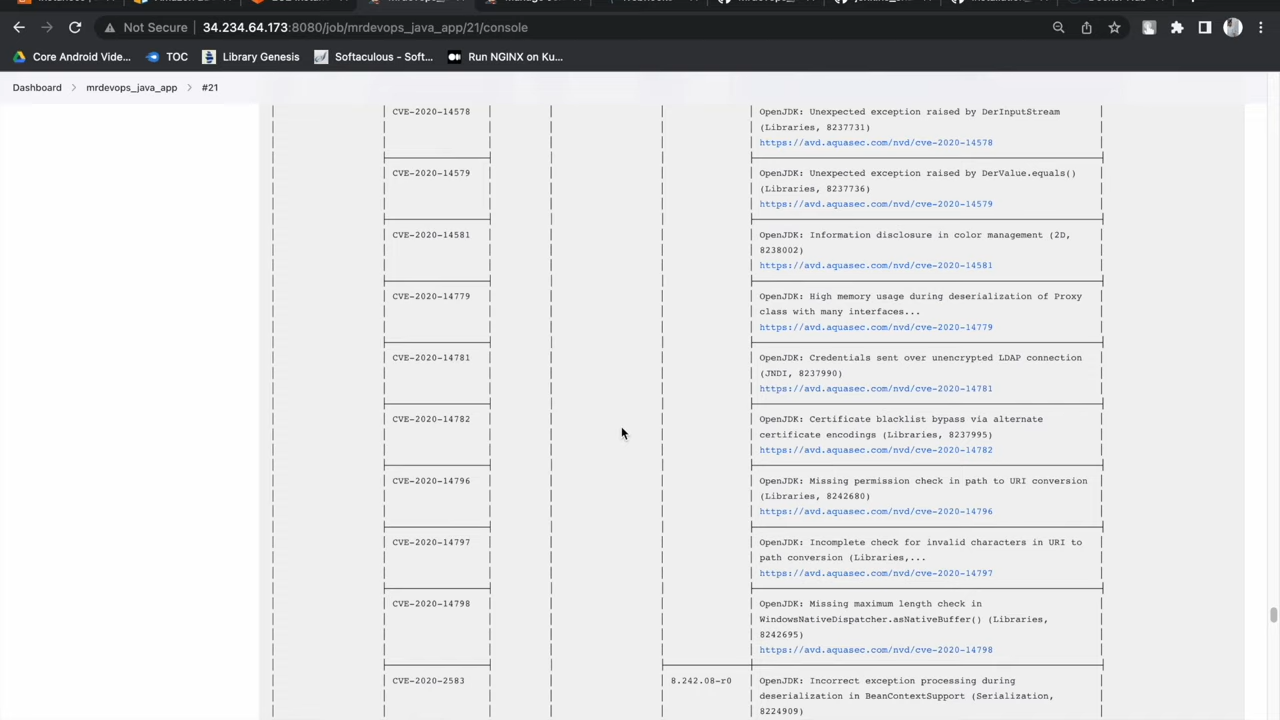 Not Secure
34.234.64.173:8080/job/mrdevops_java_app/21/console
Core Android Vide...
TOC
Library Genesis
Softaculous - Soft...
Run NGINX on Ku...
Dashboard
mrdevops_java_app
#21
CVE-2020-14578
OpenJDK: Unexpected exception raised by DerInputStream
(Libraries, 8237731)
https://avd.aquasec.com/nvd/cve-2020-14578
CVE-2020-14579
OpenJDK: Unexpected exception raised by DerValue.equals()
(Libraries, 8237736)
https://avd.aquasec.com/nvd/cve-2020-14579
CVE-2020-14581
OpenJDK: Information disclosure in color management (2D,
8238002)
https://avd.aquasec.com/nvd/cve-2020-14581
CVE-2020-14779
OpenJDK: High memory usage during deserialization of Proxy
class with many interfaces...
https://avd.aquasec.com/nvd/cve-2020-14779
CVE-2020-14781
OpenJDK: Credentials sent over unencrypted LDAP connection
(JNDI, 8237990)
https://avd.aquasec.com/nvd/cve-2020-14781
CVE-2020-14782
OpenJDK: Certificate blacklist bypass via alternate
certificate encodings (Libraries, 8237995)
https://avd.aquasec.com/nvd/cve-2020-14782
CVE-2020-14796
OpenJDK: Missing permission check in path to URI conversion
(Libraries, 8242680)
https://avd.aquasec.com/nvd/cve-2020-14796
CVE-2020-14797
OpenJDK: Incomplete check for invalid characters in URI to
path conversion (Libraries,...
https://avd.aquasec.com/nvd/cve-2020-14797
CVE-2020-14798
OpenJDK: Missing maximum length check in
WindowsNativeDispatcher.asNativeBuffer() (Libraries,
8242695)
https://avd.aquasec.com/nvd/cve-2020-14798
CVE-2020-2583
8.242.08-r0
OpenJDK: Incorrect exception processing during
deserialization in BeanContextSupport (Serialization,
8224909)